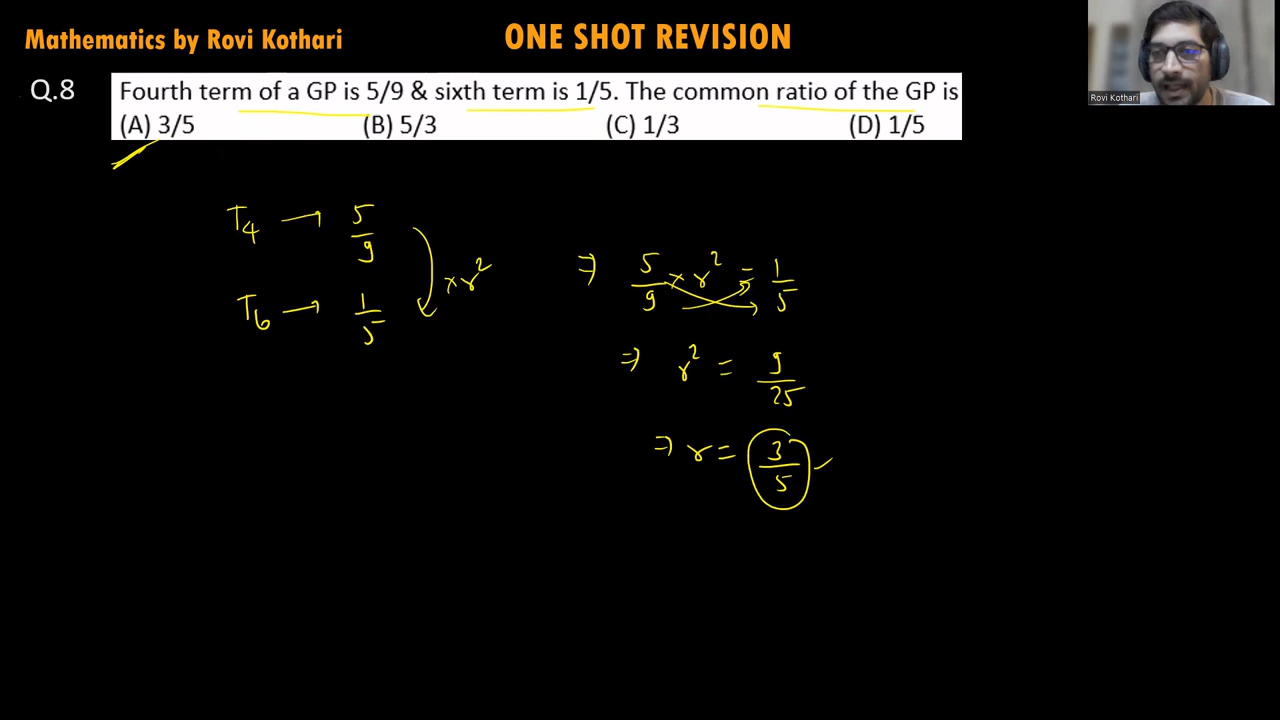 Mathematics by Rovi Kothari
ONE SHOT REVISION
Rovi Kothari
Q.8
Fourth term of a GP is 5/9 & sixth term is 1/5. The common ratio of the GP is
(A) 3/5 (B) 5/3 (C) 1/3 (D) 1/5
T₄ → 5/9
×r²
T₆ → 1/5
⇒ 5/9 × r² = 1/5
⇒ r² = 9/25
⇒ r = 3/5